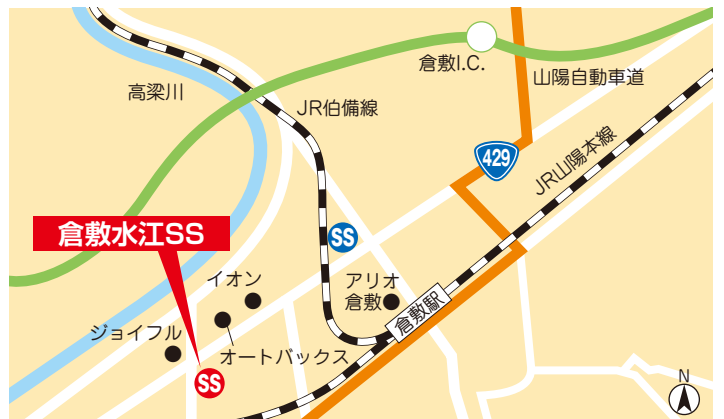 倉敷I.C.
山陽自動車道
高梁川
JR伯備線
429
JR山陽本線
倉敷水江SS
SS
イオン
アリオ
倉敷
倉敷駅
ジョイフル
オートバックス
SS
N